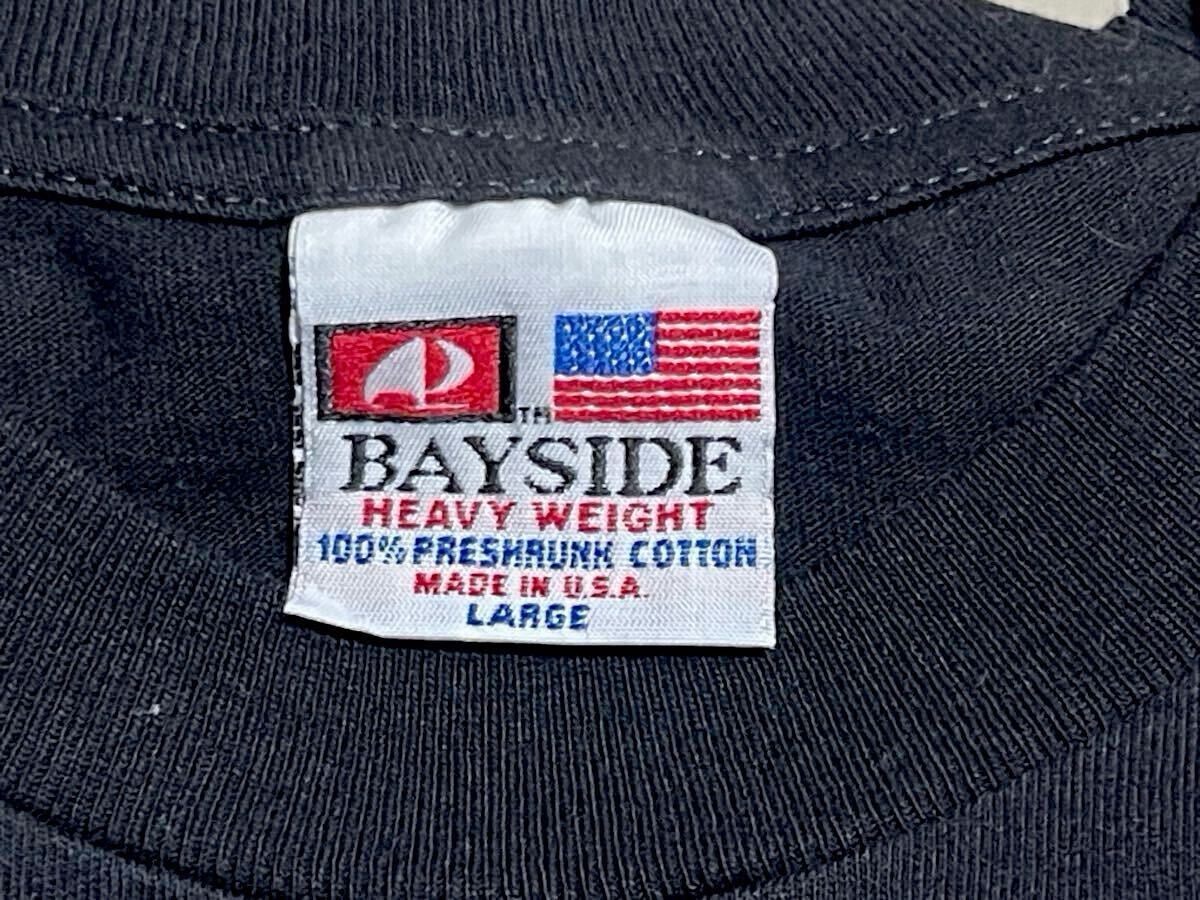 TM
BAYSIDE
HEAVY WEIGHT
100% PRESHRUNK COTTON
MADE IN U.S.A.
LARGE